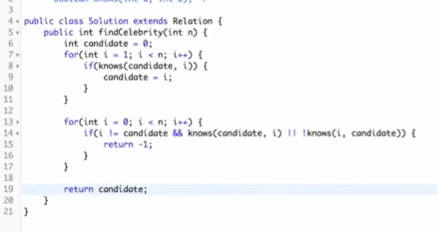 3
4 public class Solution extends Relation {
5 public int findCelebrity(int n) {
6 int candidate = 0;
7 for(int i = 1; i < n; i++) {
8 if(knows(candidate, i)) {
9 candidate = i;
10 }
11 }
12
13 for(int i = 0; i < n; i++) {
14 if(i != candidate && knows(candidate, i) || !knows(i, candidate)) {
15 return -1;
16 }
17 }
18
19 return candidate;
20 }
21 }